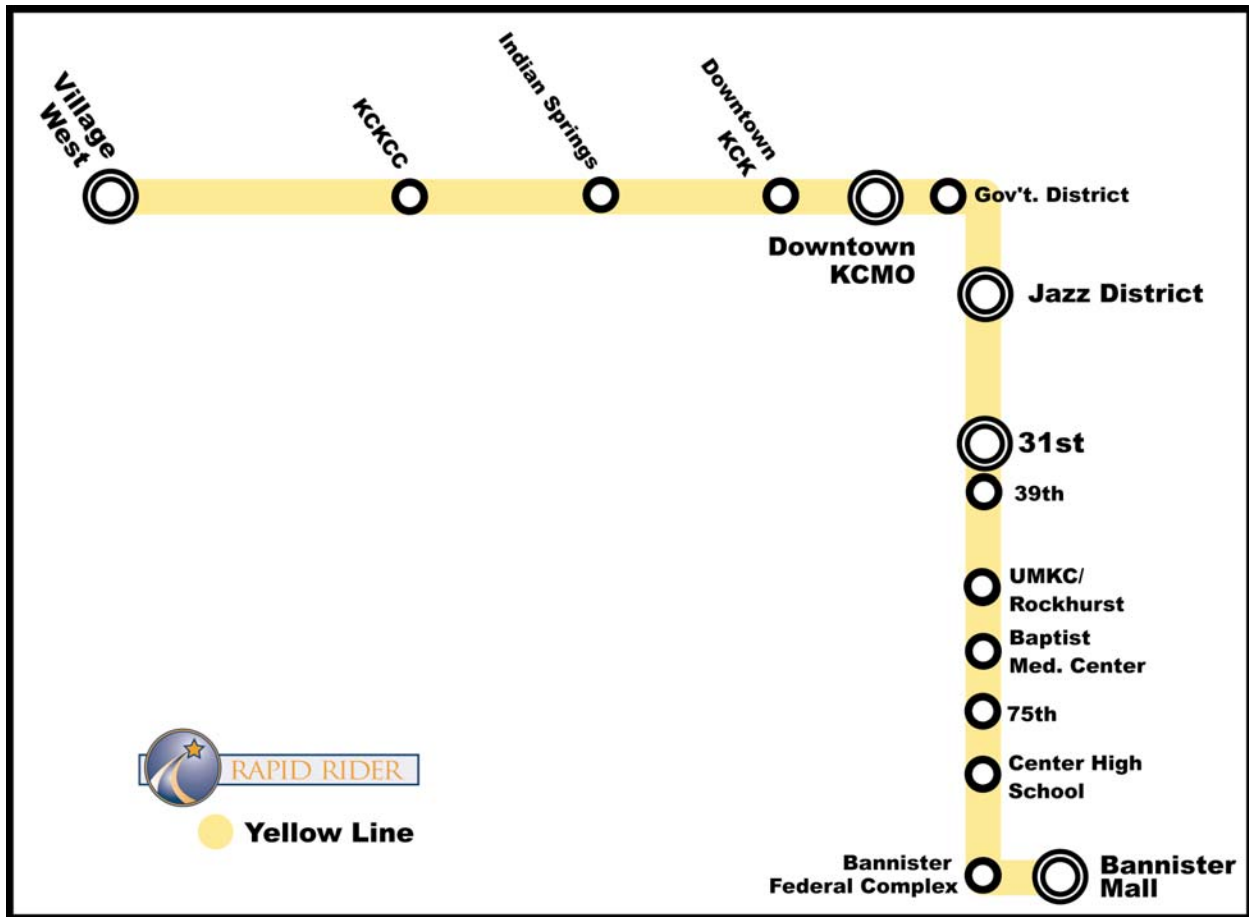 Village
West
KCKCC
Indian Springs
Downtown
KCK
Gov't. District
Downtown
KCMO
Jazz District
31st
39th
UMKC/
Rockhurst
Baptist
Med. Center
75th
Center High
School
Bannister
Federal Complex
Bannister
Mall
RAPID RIDER
Yellow Line